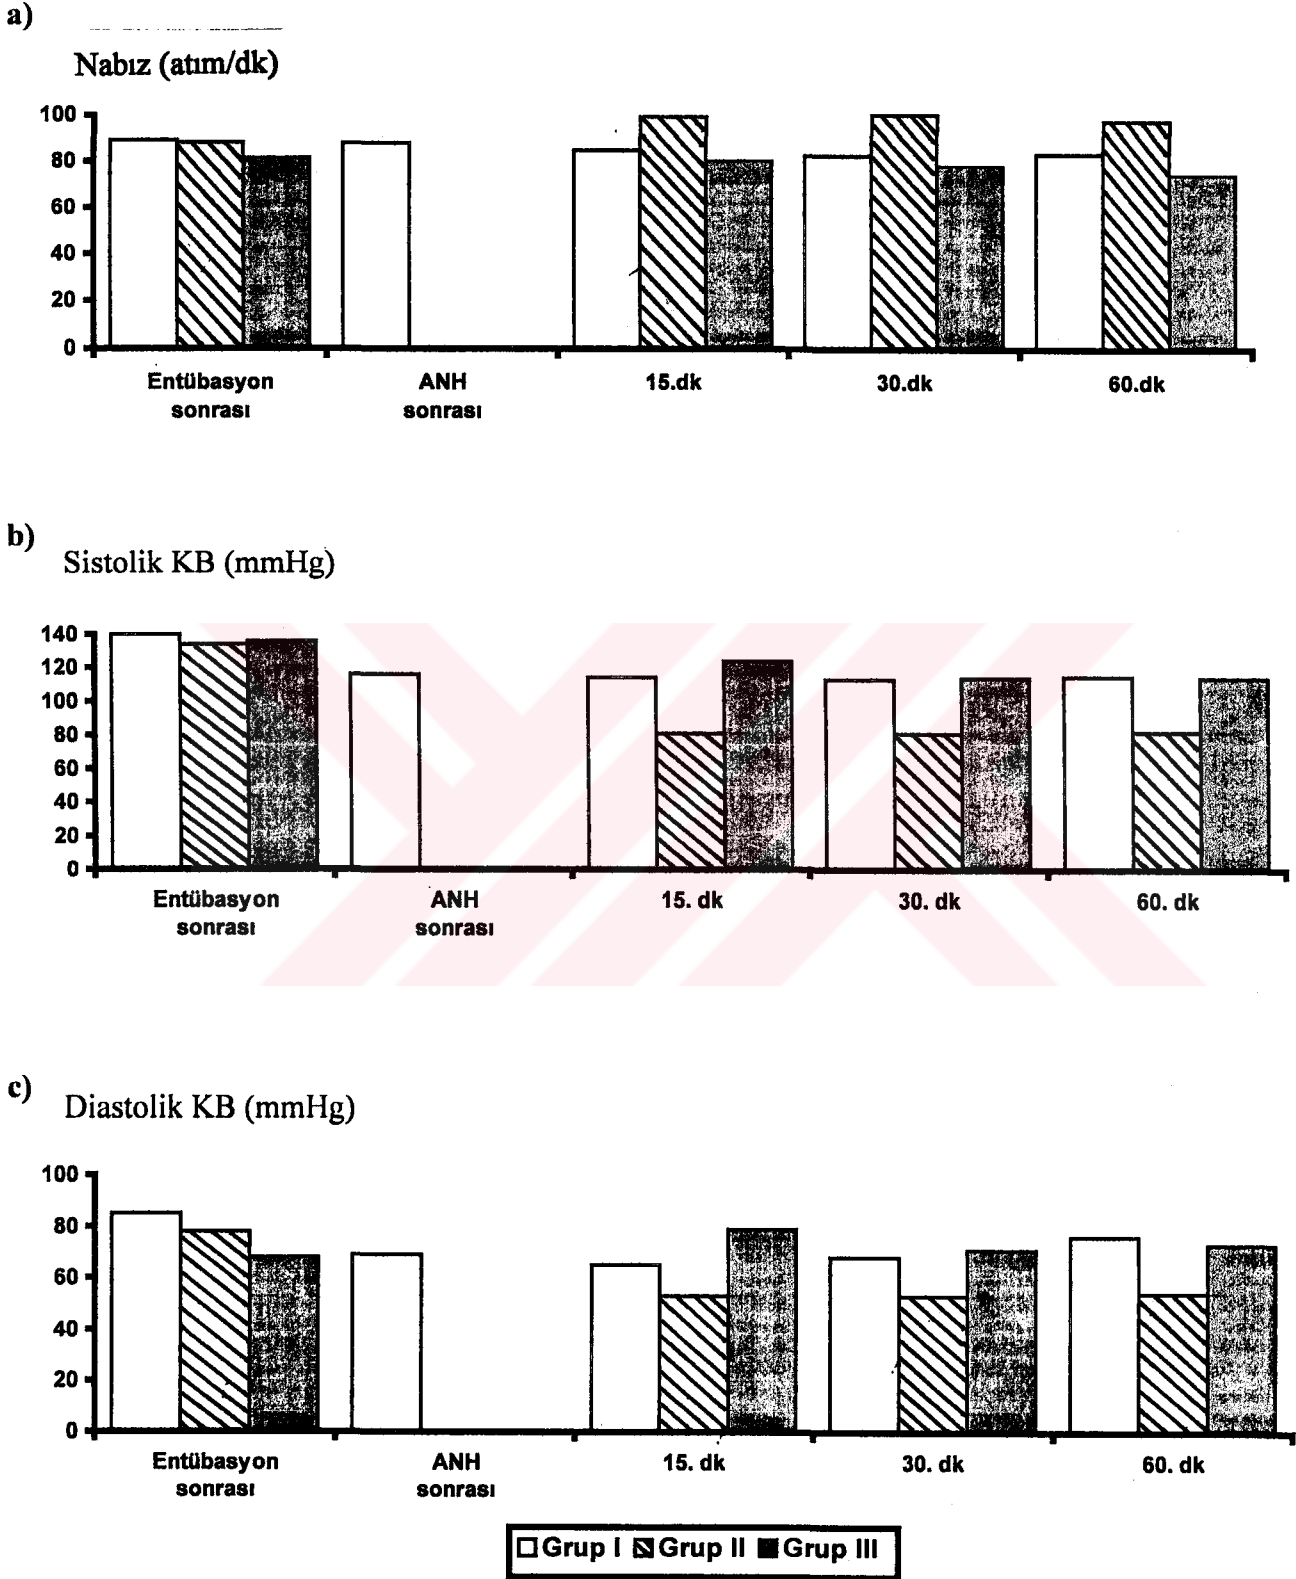 a)
Nabız (atım/dk)
100
80
60
40
20
0
Entübasyon
sonrası
ANH
sonrası
15.dk
30.dk
60.dk
b)
Sistolik KB (mmHg)
140
120
100
80
60
40
20
0
Entübasyon
sonrası
ANH
sonrası
15. dk
30. dk
60. dk
c)
Diastolik KB (mmHg)
100
80
60
40
20
0
Entübasyon
sonrası
ANH
sonrası
15. dk
30. dk
60. dk
Grup I Grup II Grup III